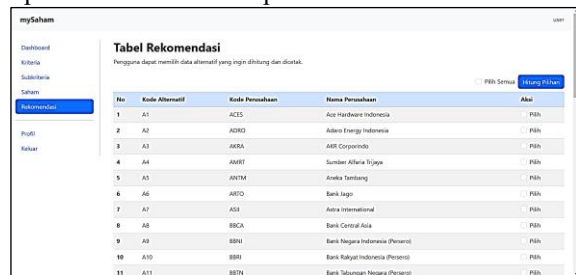 mySaham
user
Dashboard
Kriteria
Subkriteria
Saham
Rekomendasi
Profil
Keluar
Tabel Rekomendasi
Pengguna dapat memilih data alternatif yang ingin dihitung dan dicetak.
Pilih Semua Hitung Pilihan
No Kode Alternatif Kode Perusahaan Nama Perusahaan Aksi
1 A1 ACES Ace Hardware Indonesia Pilih
2 A2 ADRO Adaro Energy Indonesia Pilih
3 A3 AKRA AKR Corporindo Pilih
4 A4 AMRT Sumber Alfaria Trijaya Pilih
5 A5 ANTM Aneka Tambang Pilih
6 A6 ARTO Bank Jago Pilih
7 A7 ASII Astra International Pilih
8 A8 BBCA Bank Central Asia Pilih
9 A9 BBNI Bank Negara Indonesia (Persero) Pilih
10 A10 BBRI Bank Rakyat Indonesia (Persero) Pilih
11 A11 BBTN Bank Tabungan Negara (Persero) Pilih